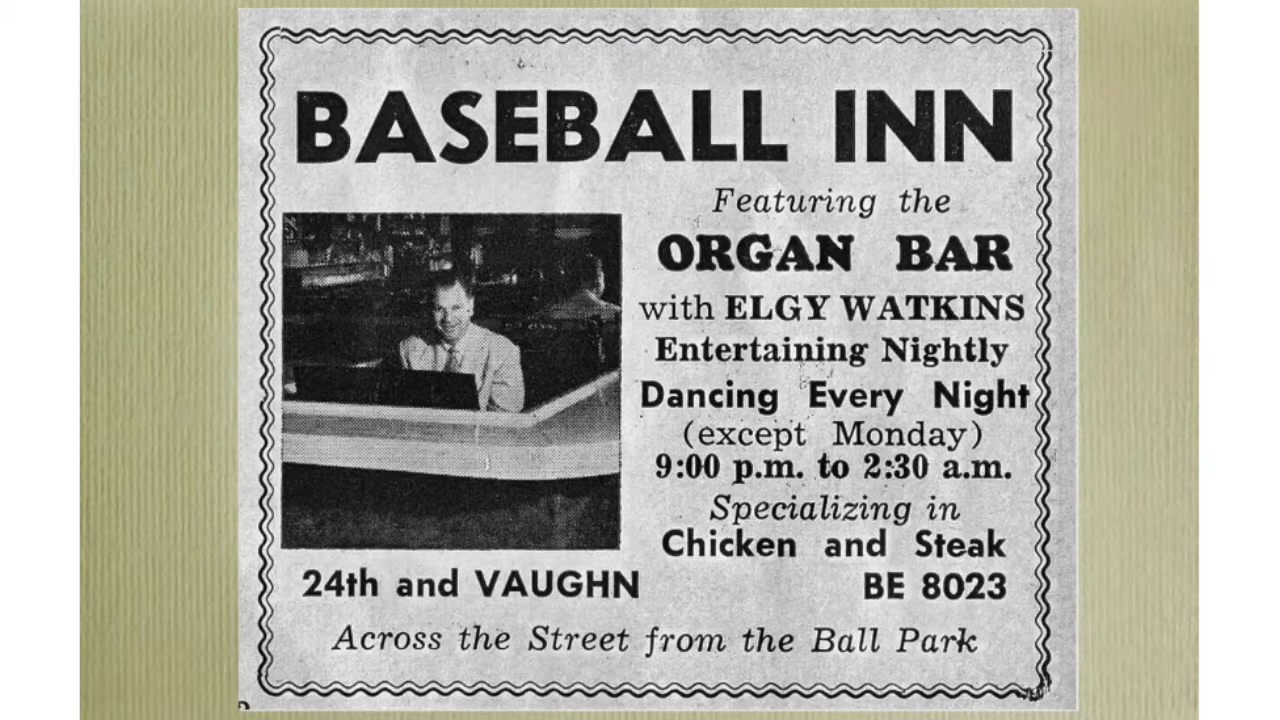 BASEBALL INN
Featuring the
ORGAN BAR
with ELGY WATKINS
Entertaining Nightly
Dancing Every Night
(except Monday)
9:00 p.m. to 2:30 a.m.
Specializing in
Chicken and Steak
24th and VAUGHN
BE 8023
Across the Street from the Ball Park